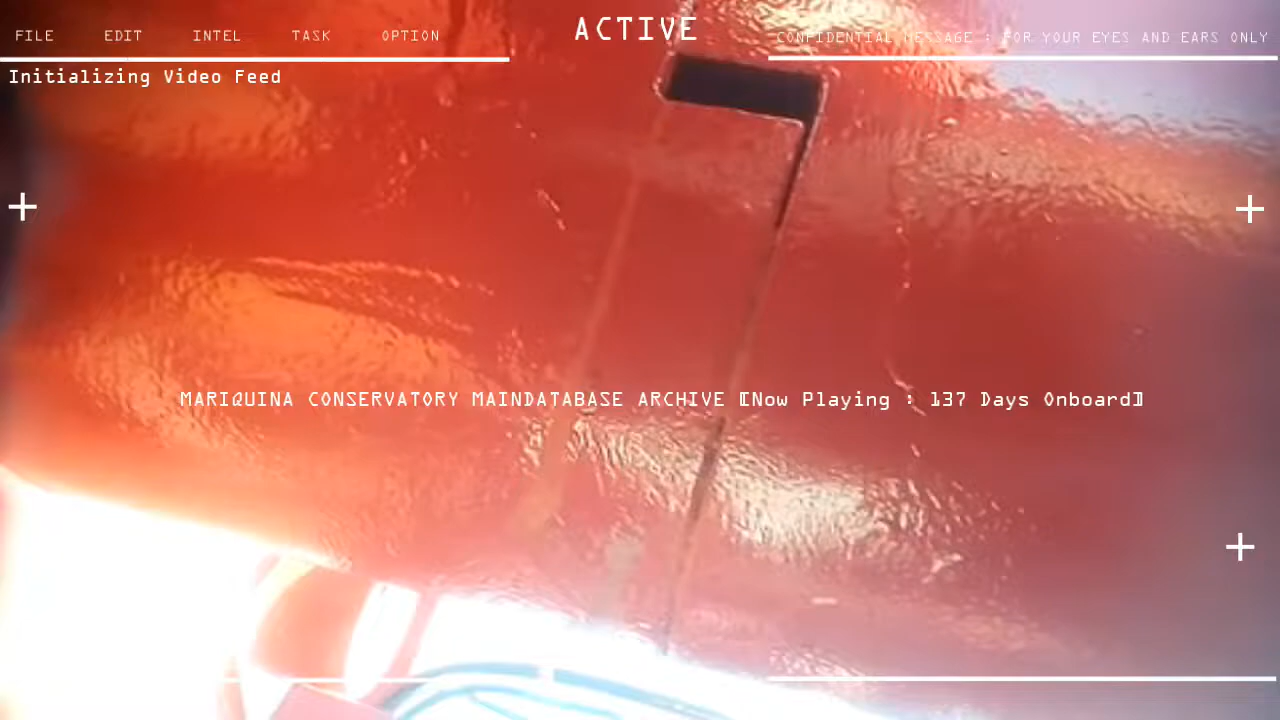 FILE EDIT INTEL TASK OPTION
ACTIVE
CONFIDENTIAL MESSAGE : FOR YOUR EYES AND EARS ONLY
Initializing Video Feed
MARIQUINA CONSERVATORY MAINDATABASE ARCHIVE [Now Playing : 137 Days Onboard]